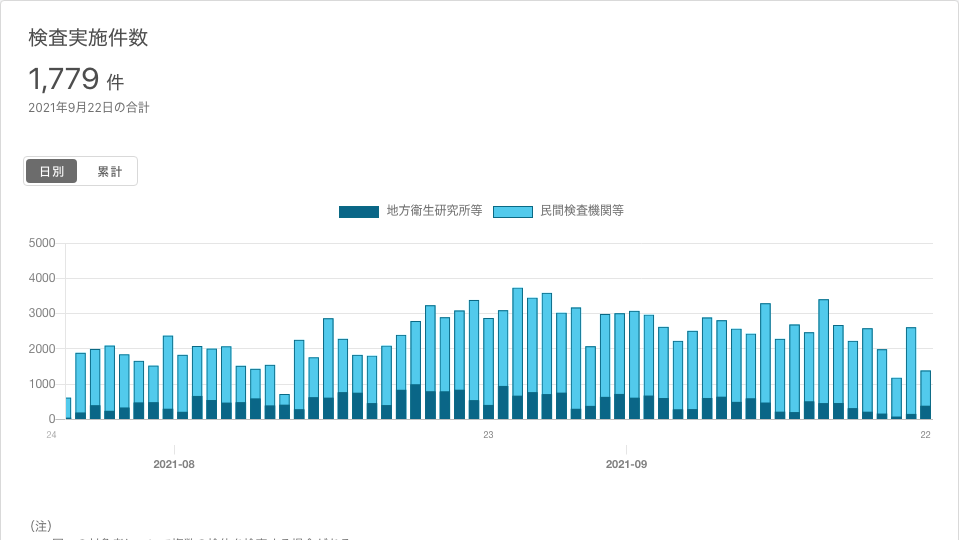 検査実施件数
1,779 件
2021年9月22日の合計
日別 累計
地方衛生研究所等 民間検査機関等
5000
4000
3000
2000
1000
0
24 23 22
2021-08 2021-09
（注）